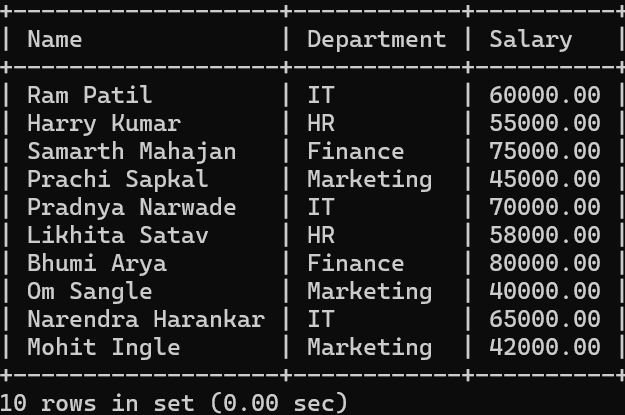 +--------------------+------------+-----------+
| Name               | Department | Salary    |
+--------------------+------------+-----------+
| Ram Patil          | IT         | 60000.00 |
| Harry Kumar        | HR         | 55000.00 |
| Samarth Mahajan    | Finance    | 75000.00 |
| Prachi Sapkal      | Marketing  | 45000.00 |
| Pradnya Narwade    | IT         | 70000.00 |
| Likhita Satav      | HR         | 58000.00 |
| Bhumi Arya         | Finance    | 80000.00 |
| Om Sangle          | Marketing  | 40000.00 |
| Narendra Harankar  | IT         | 65000.00 |
| Mohit Ingle        | Marketing  | 42000.00 |
+--------------------+------------+-----------+
10 rows in set (0.00 sec)